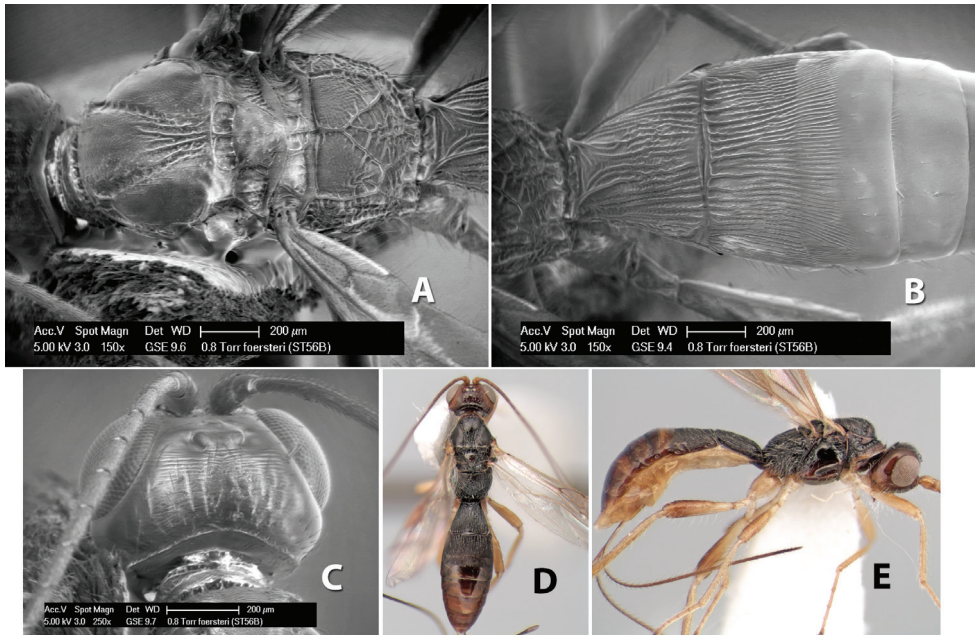 A
Acc.V Spot Magn Det WD 200 µm
5.00 kV 3.0 150x GSE 9.6 0.8 Torr foersteri (ST56B)
B
Acc.V Spot Magn Det WD 200 µm
5.00 kV 3.0 150x GSE 9.4 0.8 Torr foersteri (ST56B)
C
Acc.V Spot Magn Det WD 200 µm
5.00 kV 3.0 250x GSE 9.7 0.8 Torr foersteri (ST56B)
D
E